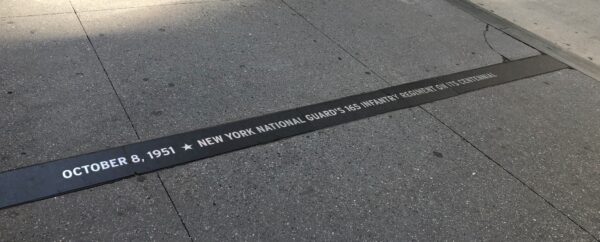 OCTOBER 8, 1951 ★ NEW YORK NATIONAL GUARD'S 165 INFANTRY REGIMENT ON ITS CENTENNIAL